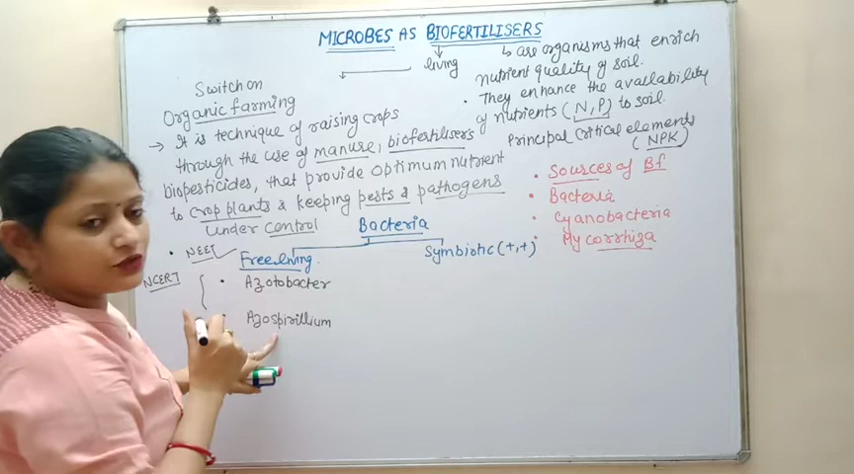 MICROBES AS BIOFERTILISERS
living
↳ are organisms that enrich
nutrient quality of soil.
• They enhance the availability
of nutrients (N, P) to soil.
Principal critical elements
(NPK)
Switch on
Organic farming
→ It is technique of raising crops
through the use of manure, biofertilisers
biopesticides, that provide optimum nutrient
to crop plants & keeping pests & pathogens
under control
• Sources of Bf
• Bacteria
• Cyanobacteria
• Mycorrhiza
Bacteria
• NEET
Free living
Symbiotic (+,+)
NCERT
• Azotobacter
• Azospirillium